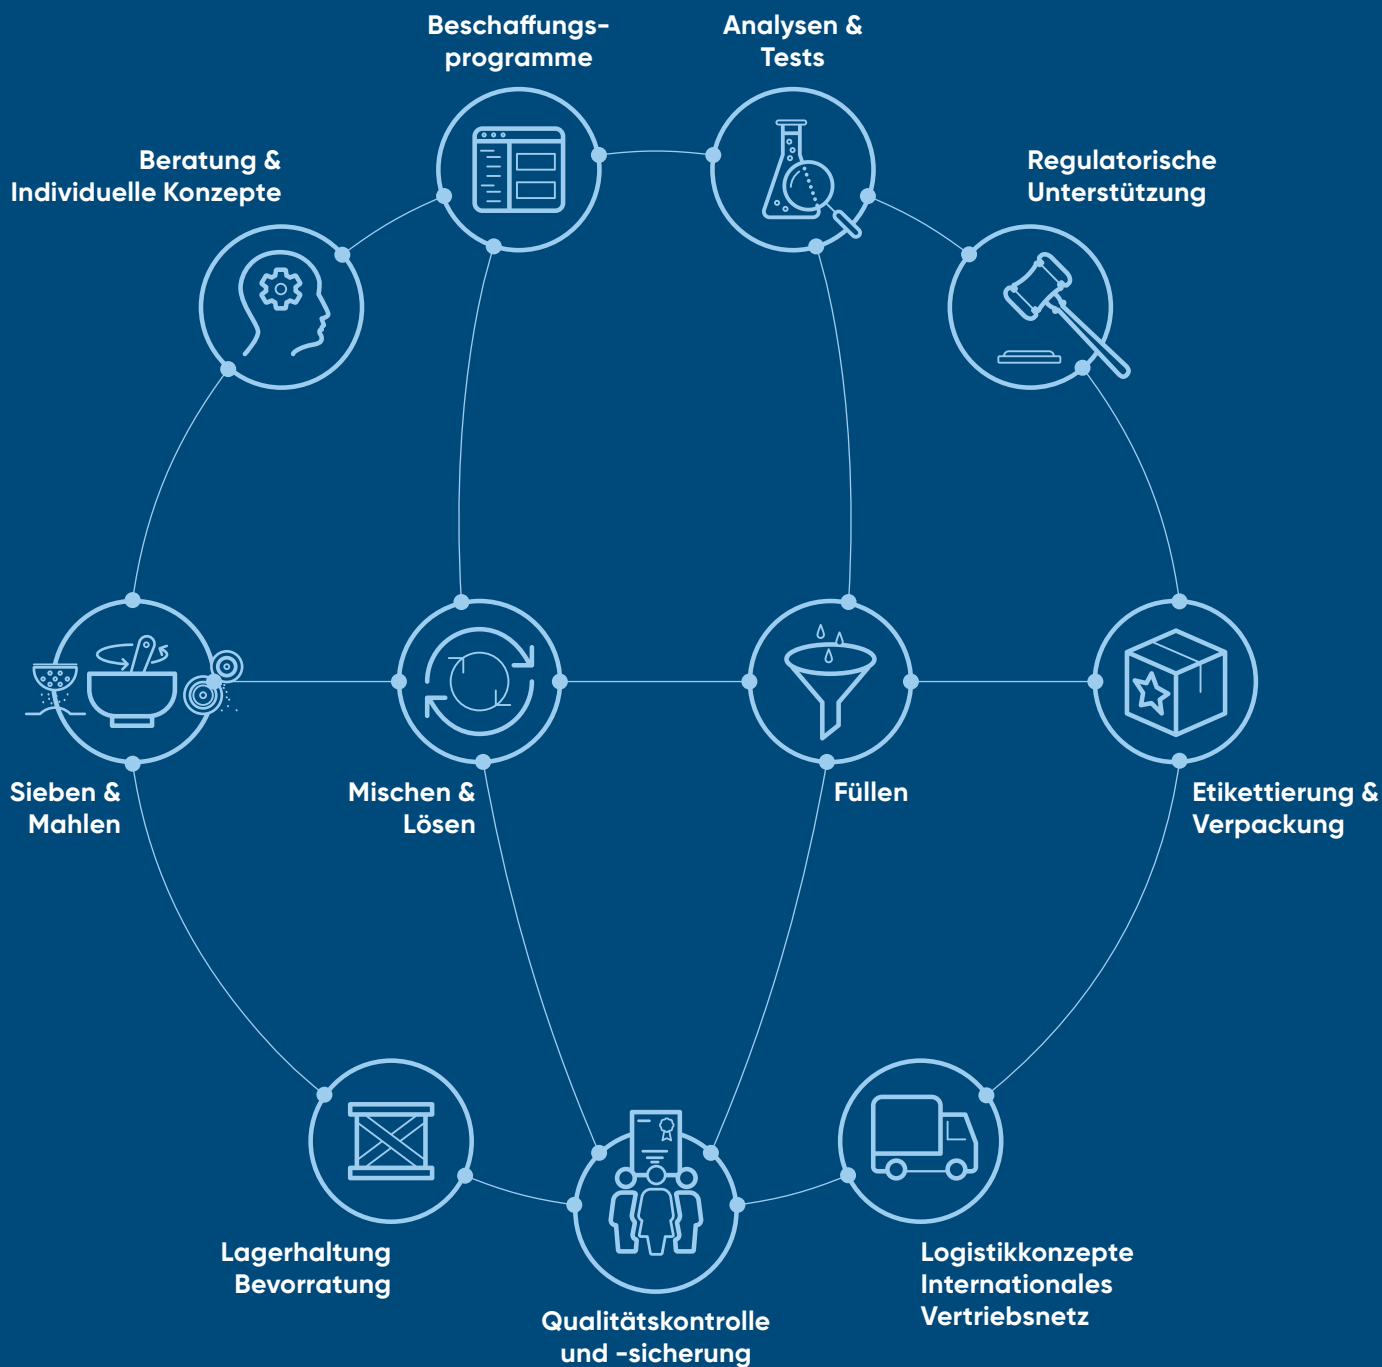 Beschaffungs-
programme
Analysen &
Tests
Beratung &
Individuelle Konzepte
Regulatorische
Unterstützung
Sieben &
Mahlen
Mischen &
Lösen
Füllen
Etikettierung &
Verpackung
Lagerhaltung
Bevorratung
Qualitätskontrolle
und -sicherung
Logistikkonzepte
Internationales
Vertriebsnetz